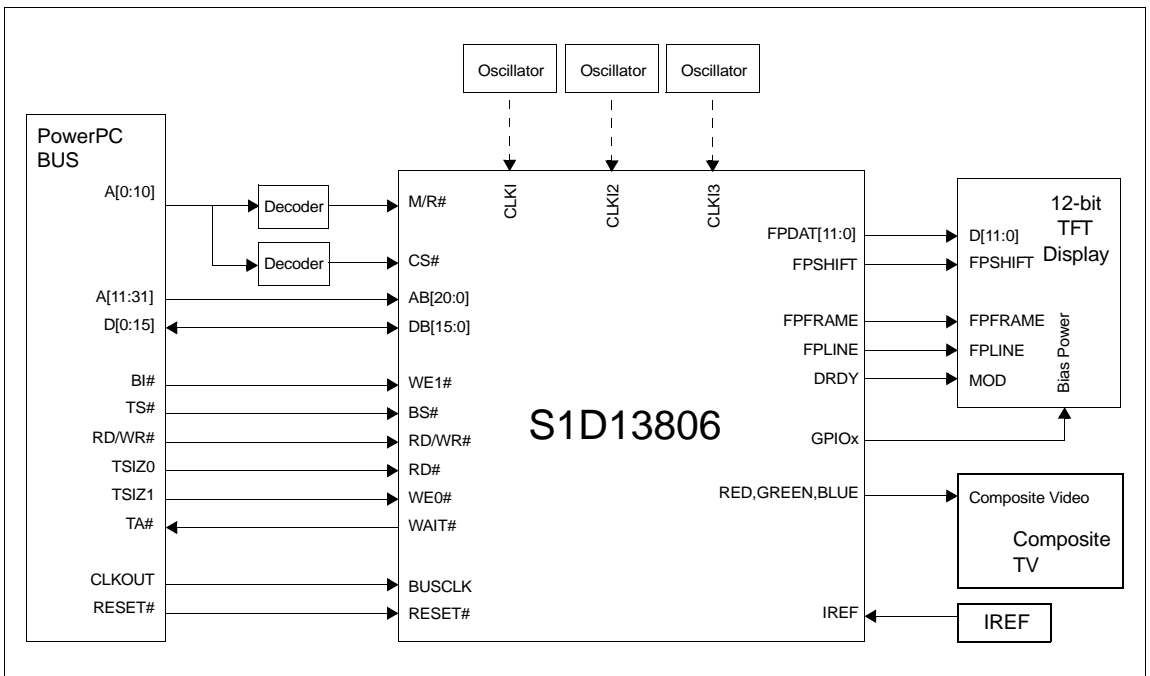 Oscillator
Oscillator
Oscillator
PowerPC
BUS
A[0:10]
Decoder
Decoder
A[11:31]
D[0:15]
BI#
TS#
RD/WR#
TSIZ0
TSIZ1
TA#
CLKOUT
RESET#
M/R#
CS#
AB[20:0]
DB[15:0]
WE1#
BS#
RD/WR#
RD#
WE0#
WAIT#
BUSCLK
RESET#
CLKI
CLKI2
CLKI3
S1D13806
FPDAT[11:0]
FPSHIFT
FPFRAME
FPLINE
DRDY
GPIOx
RED,GREEN,BLUE
IREF
12-bit
TFT
Display
D[11:0]
FPSHIFT
FPFRAME
FPLINE
MOD
Bias Power
Composite Video
Composite
TV
IREF